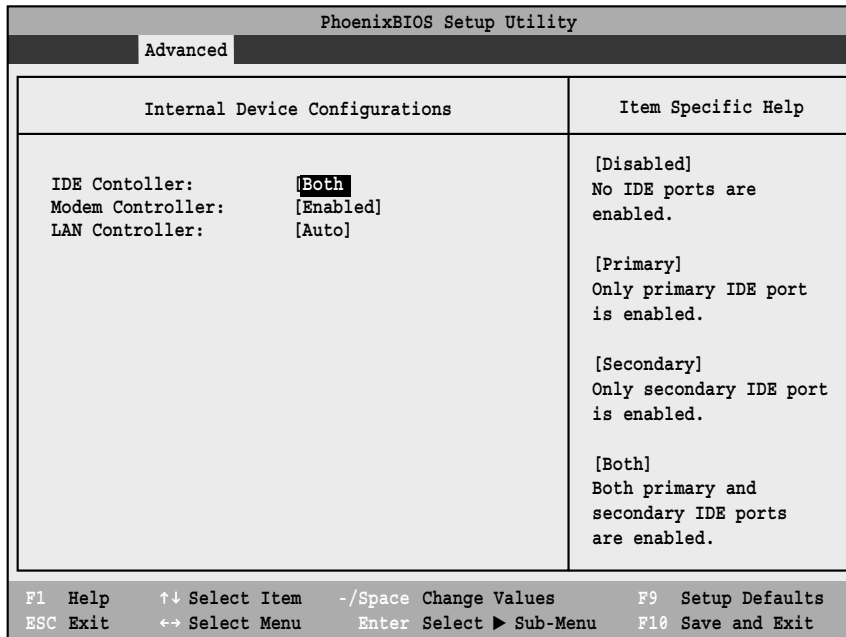 PhoenixBIOS Setup Utility
Advanced
Internal Device Configurations
IDE Contoller: [Both
Modem Controller: [Enabled]
LAN Controller: [Auto]
Item Specific Help
[Disabled]
No IDE ports are
enabled.
[Primary]
Only primary IDE port
is enabled.
[Secondary]
Only secondary IDE port
is enabled.
[Both]
Both primary and
secondary IDE ports
are enabled.
F1 Help ↑↓ Select Item -/Space Change Values F9 Setup Defaults
ESC Exit ←→ Select Menu Enter Select ▶ Sub-Menu F10 Save and Exit